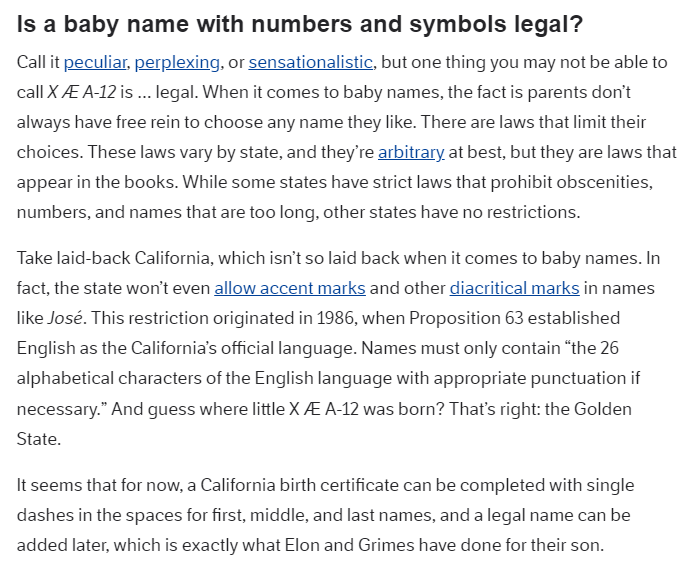 Is a baby name with numbers and symbols legal?
Call it peculiar, perplexing, or sensationalistic, but one thing you may not be able to
call X Æ A-12 is … legal. When it comes to baby names, the fact is parents don’t
always have free rein to choose any name they like. There are laws that limit their
choices. These laws vary by state, and they’re arbitrary at best, but they are laws that
appear in the books. While some states have strict laws that prohibit obscenities,
numbers, and names that are too long, other states have no restrictions.
Take laid-back California, which isn’t so laid back when it comes to baby names. In
fact, the state won’t even allow accent marks and other diacritical marks in names
like José. This restriction originated in 1986, when Proposition 63 established
English as the California’s official language. Names must only contain “the 26
alphabetical characters of the English language with appropriate punctuation if
necessary.” And guess where little X Æ A-12 was born? That’s right: the Golden
State.
It seems that for now, a California birth certificate can be completed with single
dashes in the spaces for first, middle, and last names, and a legal name can be
added later, which is exactly what Elon and Grimes have done for their son.